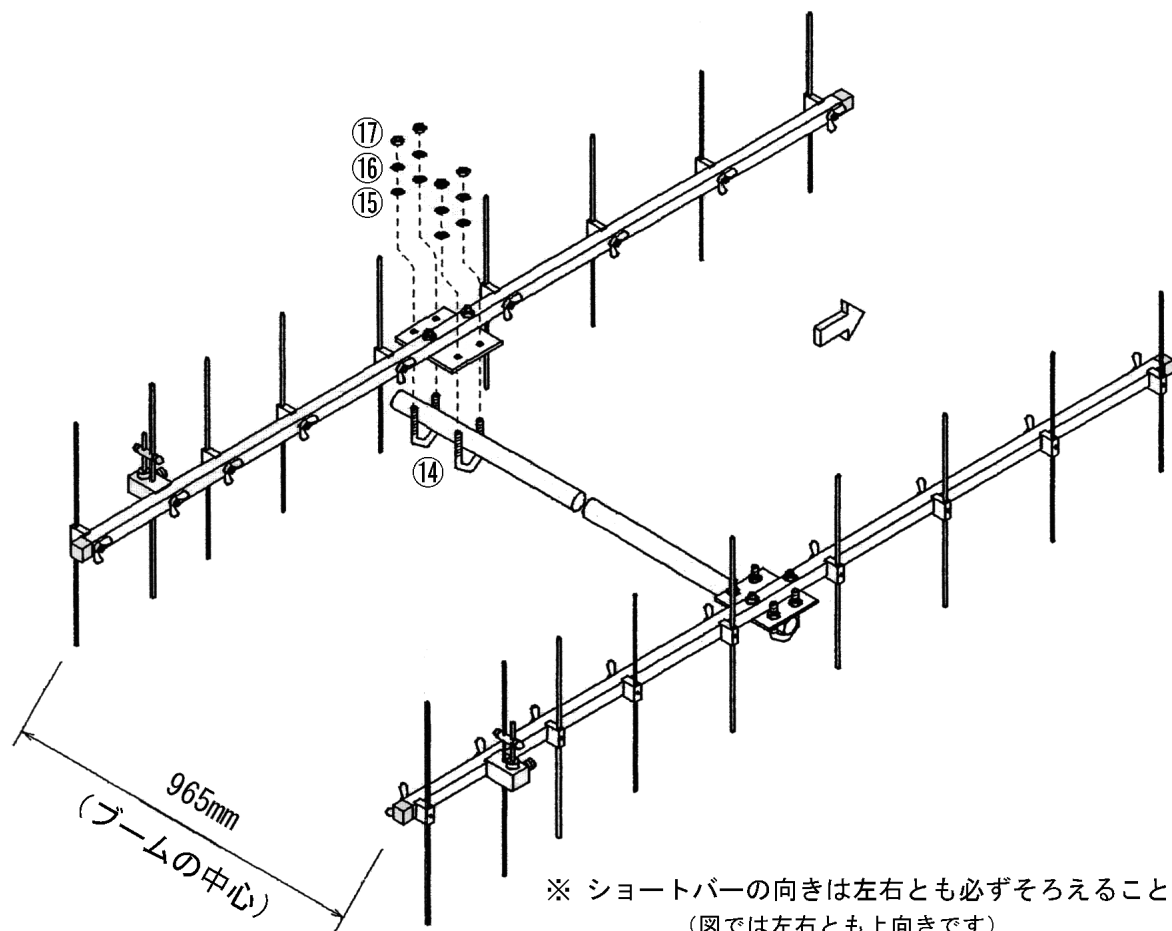 ⑰
⑯
⑮
⑭
965mm
(ブームの中心)
※ ショートバーの向きは左右とも必ずそろえること
(図では左右とも上向きです)